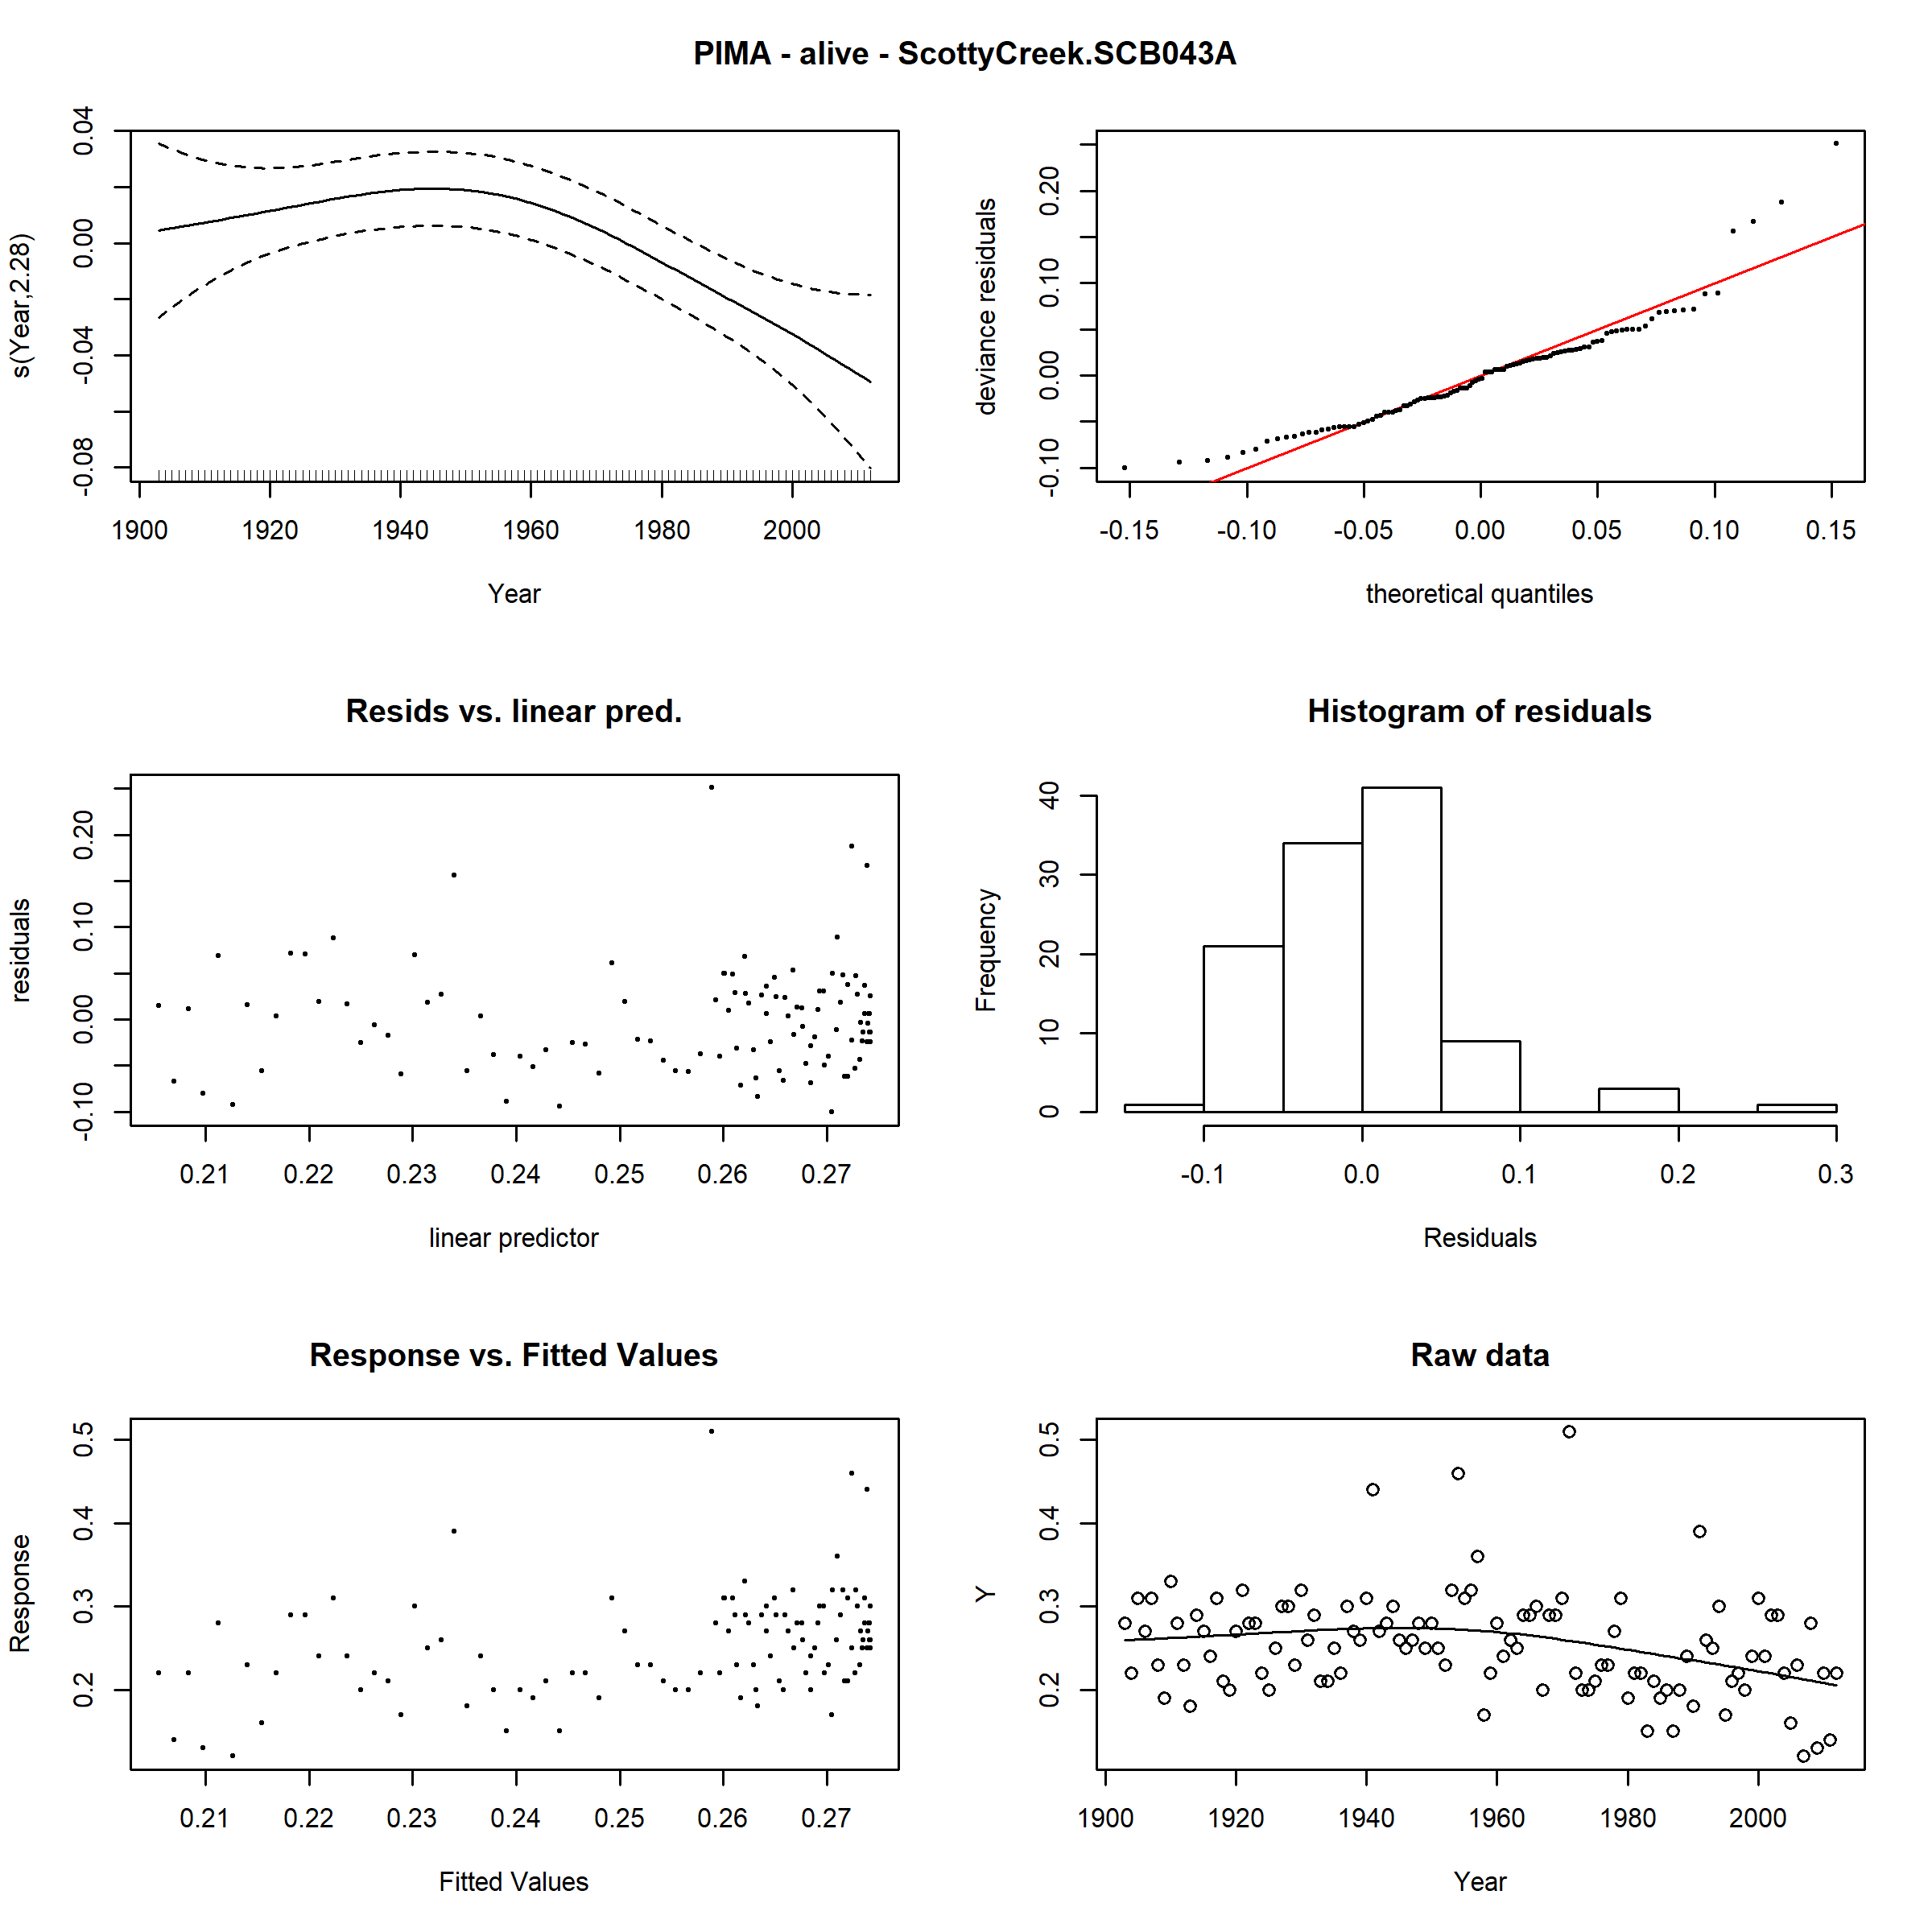 PIMA - alive - ScottyCreek.SCB043A
s(Year,2.28)
0.04
0.00
-0.04
-0.08
1900 1920 1940 1960 1980 2000
Year
deviance residuals
0.20
0.10
0.00
-0.10
-0.15 -0.10 -0.05 0.00 0.05 0.10 0.15
theoretical quantiles
Resids vs. linear pred.
residuals
0.20
0.10
0.00
-0.10
0.21 0.22 0.23 0.24 0.25 0.26 0.27
linear predictor
Histogram of residuals
Frequency
40
30
20
10
0
-0.1 0.0 0.1 0.2 0.3
Residuals
Response vs. Fitted Values
Response
0.5
0.4
0.3
0.2
0.21 0.22 0.23 0.24 0.25 0.26 0.27
Fitted Values
Raw data
Y
0.5
0.4
0.3
0.2
1900 1920 1940 1960 1980 2000
Year